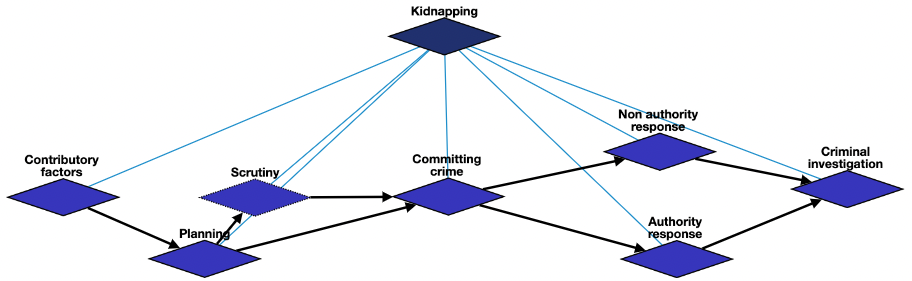 Kidnapping
Non authority
response
Contributory
factors
Scrutiny
Committing
crime
Criminal
investigation
Planning
Authority
response